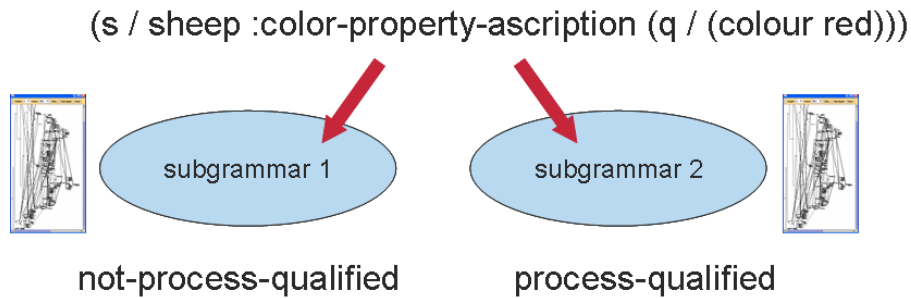 (s / sheep :color-property-ascription (q / (colour red)))
subgrammar 1
subgrammar 2
not-process-qualified
process-qualified